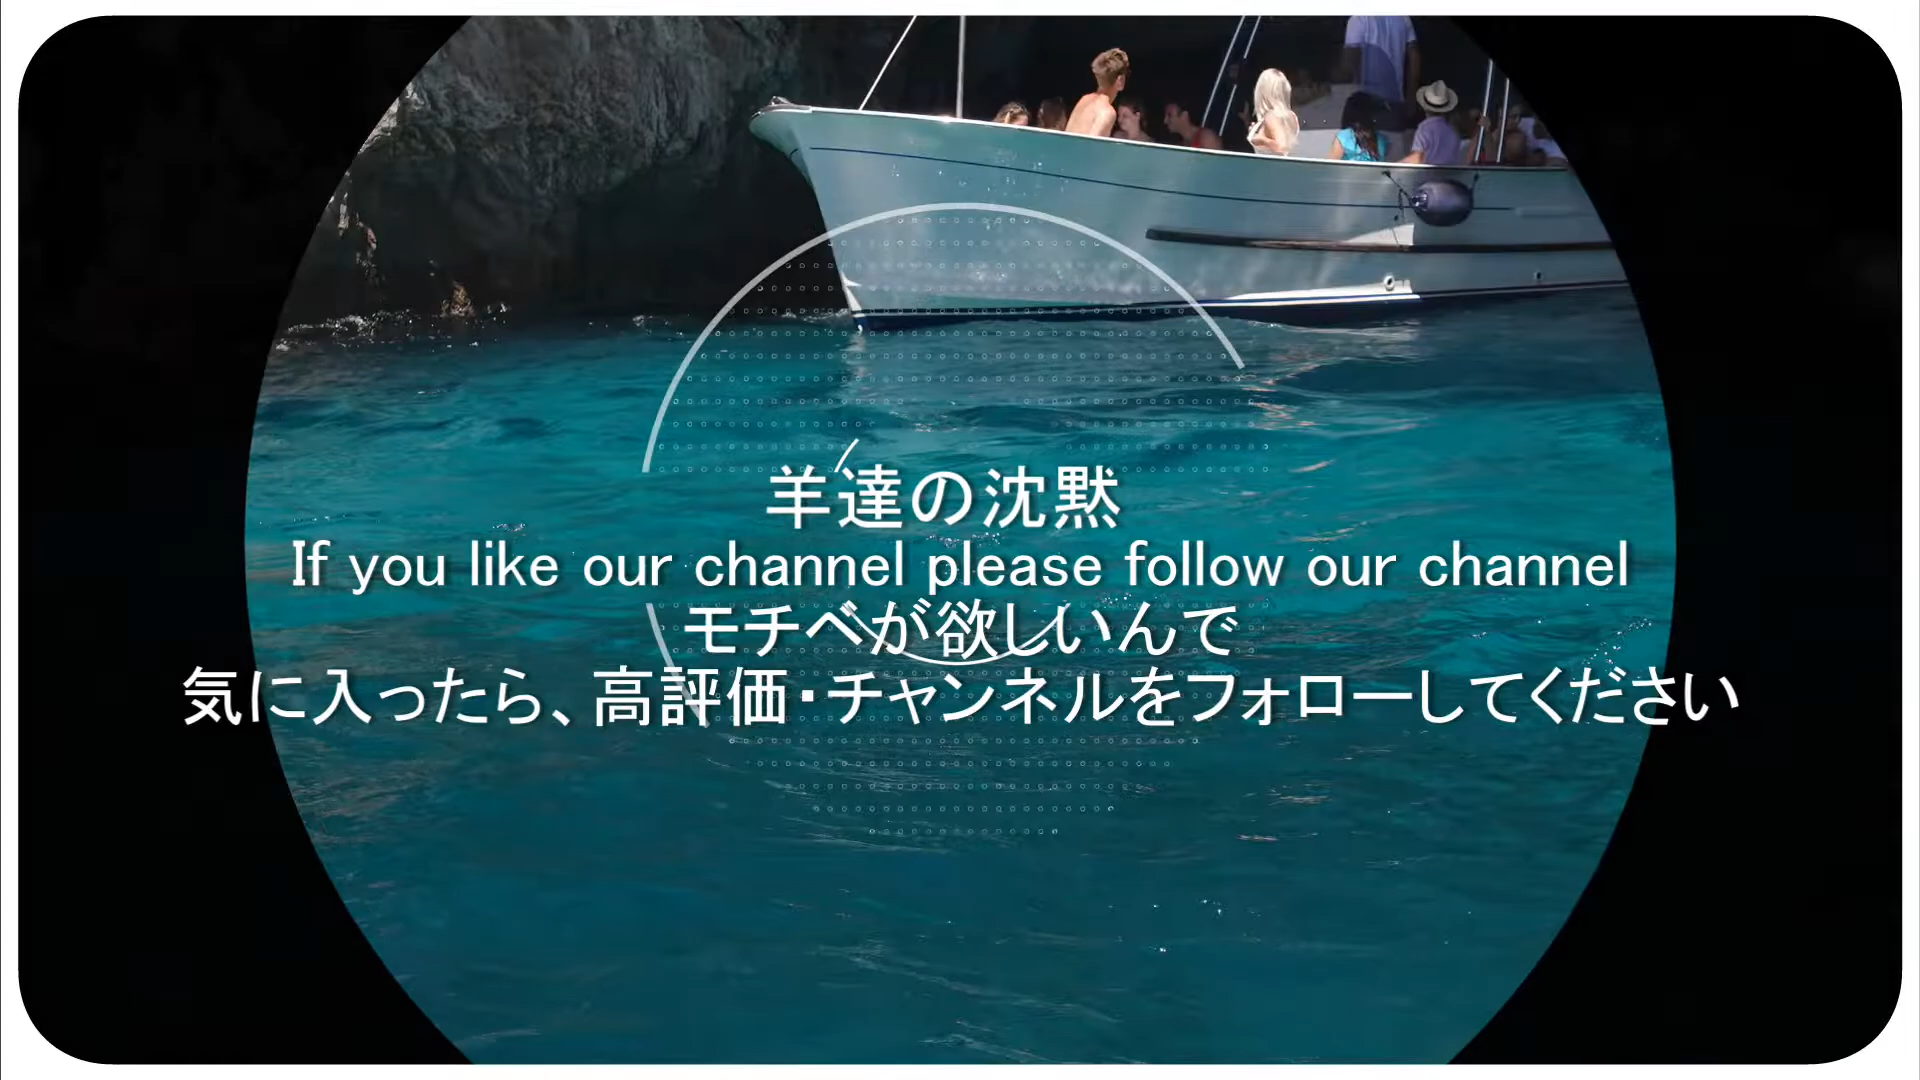 羊達の沈黙
If you like our channel please follow our channel
モチベが欲しいんで
気に入ったら、高評価・チャンネルをフォローしてください